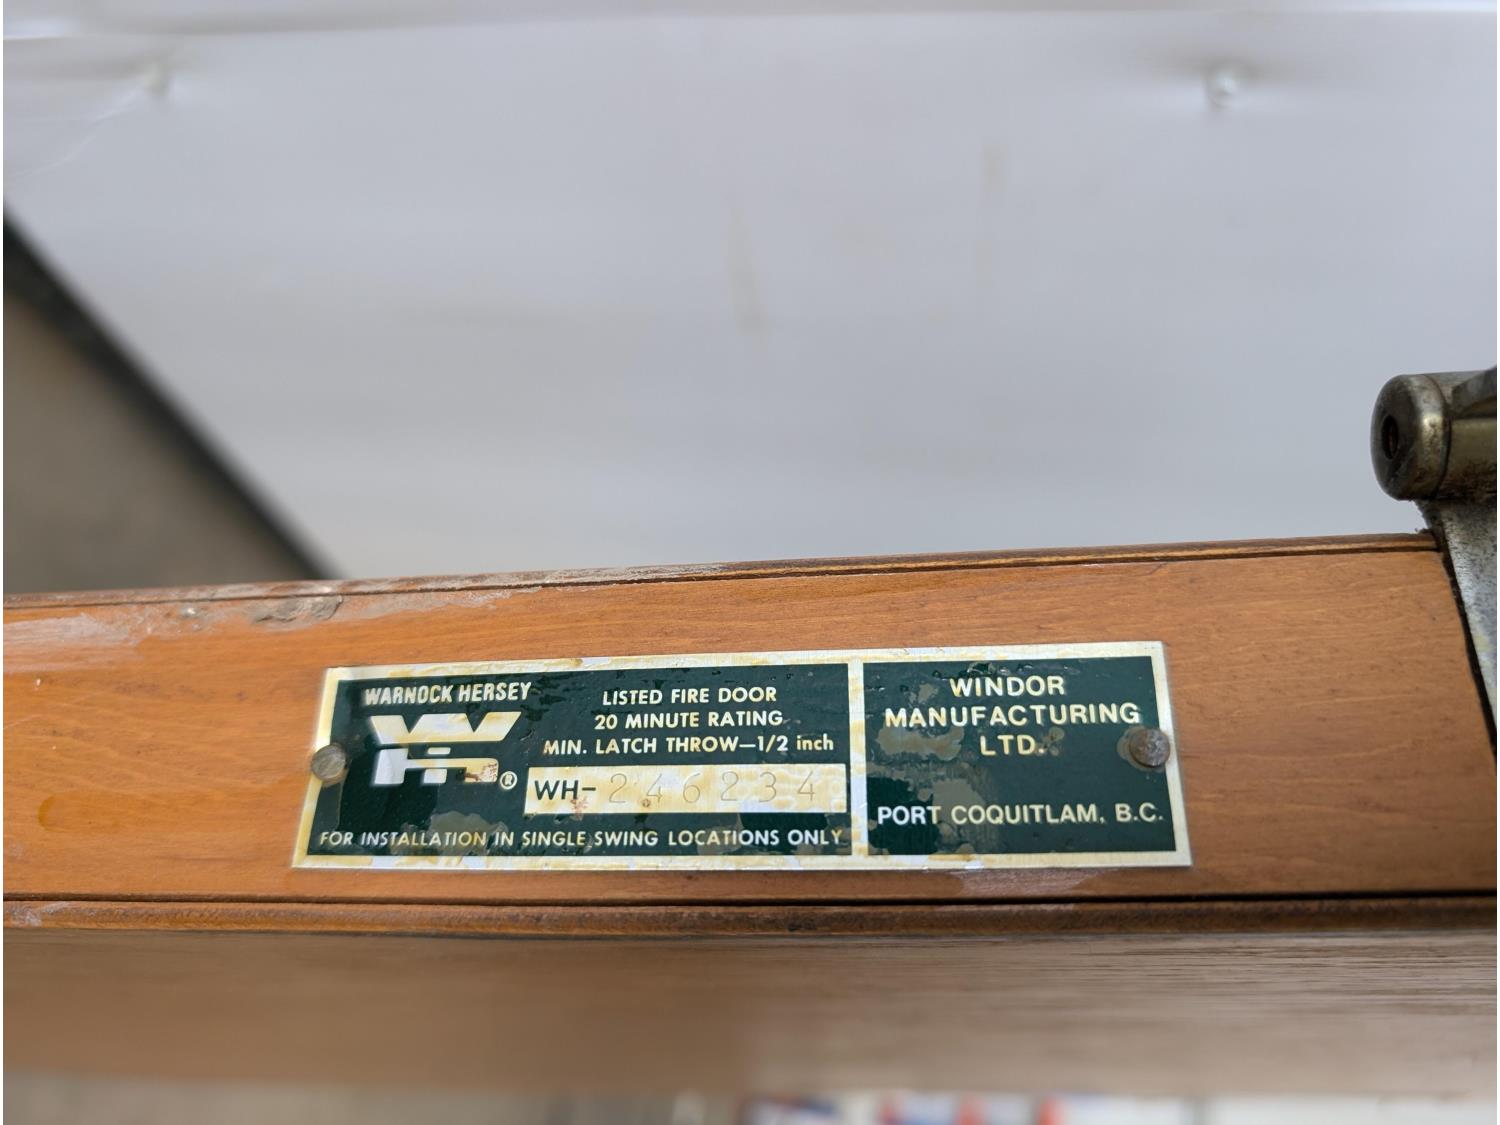 WARNOCK HERSEY
WH®
LISTED FIRE DOOR
20 MINUTE RATING
MIN. LATCH THROW—1/2 inch
WH- 246234
FOR INSTALLATION IN SINGLE SWING LOCATIONS ONLY
WINDOR
MANUFACTURING
LTD.
PORT COQUITLAM, B.C.